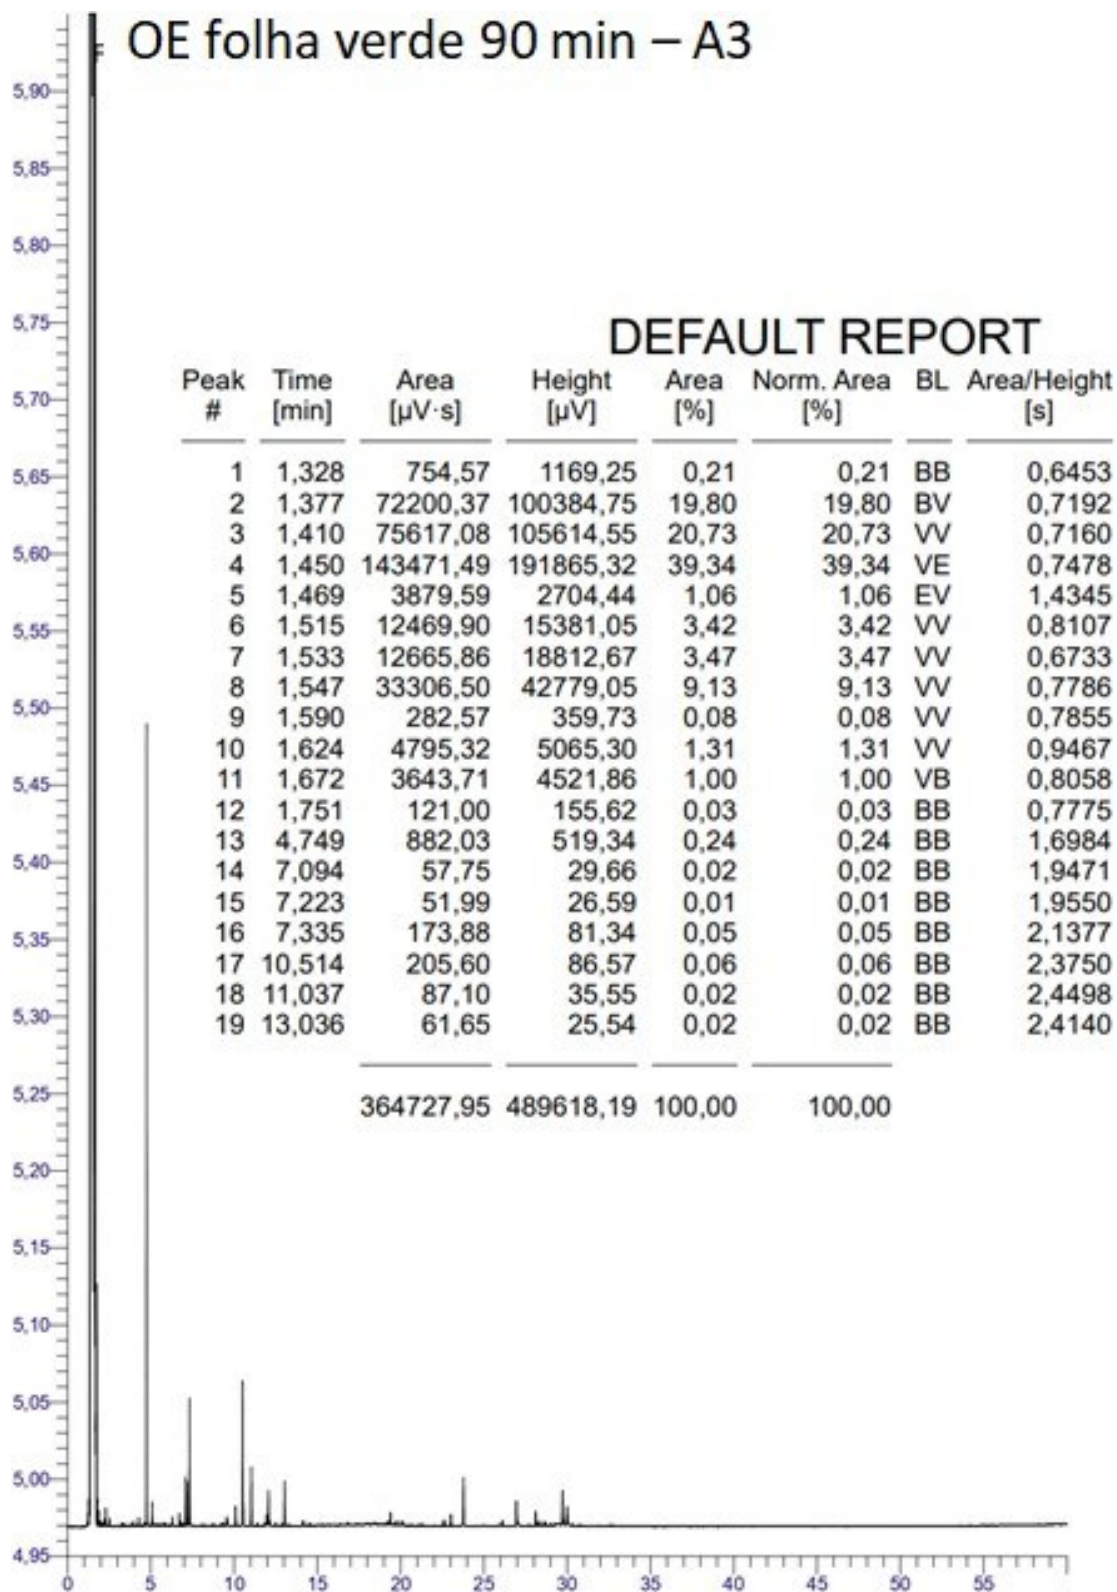 OE folha verde 90 min – A3
5,90
5,85
5,80
5,75
5,70
5,65
5,60
5,55
5,50
5,45
5,40
5,35
5,30
5,25
5,20
5,15
5,10
5,05
5,00
4,95
DEFAULT REPORT
Peak Time Area Height Area Norm. Area BL Area/Height
# [min] [µV·s] [µV] [%] [%] [s]
1 1,328 754,57 1169,25 0,21 0,21 BB 0,6453
2 1,377 72200,37 100384,75 19,80 19,80 BV 0,7192
3 1,410 75617,08 105614,55 20,73 20,73 VV 0,7160
4 1,450 143471,49 191865,32 39,34 39,34 VE 0,7478
5 1,469 3879,59 2704,44 1,06 1,06 EV 1,4345
6 1,515 12469,90 15381,05 3,42 3,42 VV 0,8107
7 1,533 12665,86 18812,67 3,47 3,47 VV 0,6733
8 1,547 33306,50 42779,05 9,13 9,13 VV 0,7786
9 1,590 282,57 359,73 0,08 0,08 VV 0,7855
10 1,624 4795,32 5065,30 1,31 1,31 VV 0,9467
11 1,672 3643,71 4521,86 1,00 1,00 VB 0,8058
12 1,751 121,00 155,62 0,03 0,03 BB 0,7775
13 4,749 882,03 519,34 0,24 0,24 BB 1,6984
14 7,094 57,75 29,66 0,02 0,02 BB 1,9471
15 7,223 51,99 26,59 0,01 0,01 BB 1,9550
16 7,335 173,88 81,34 0,05 0,05 BB 2,1377
17 10,514 205,60 86,57 0,06 0,06 BB 2,3750
18 11,037 87,10 35,55 0,02 0,02 BB 2,4498
19 13,036 61,65 25,54 0,02 0,02 BB 2,4140
364727,95 489618,19 100,00 100,00
0 5 10 15 20 25 30 35 40 45 50 55